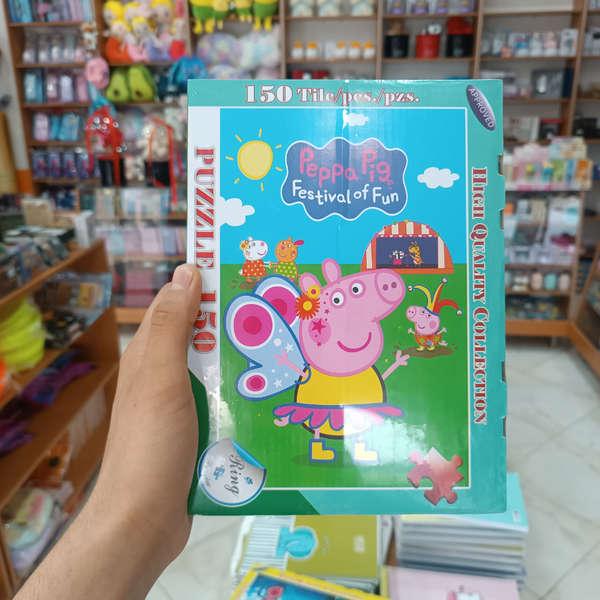 150 Tile/pcs./pzs.
APPROVED
Peppa Pig
Festival of Fun
PUZZLE 150
HIGH QUALITY COLLECTION
Ring